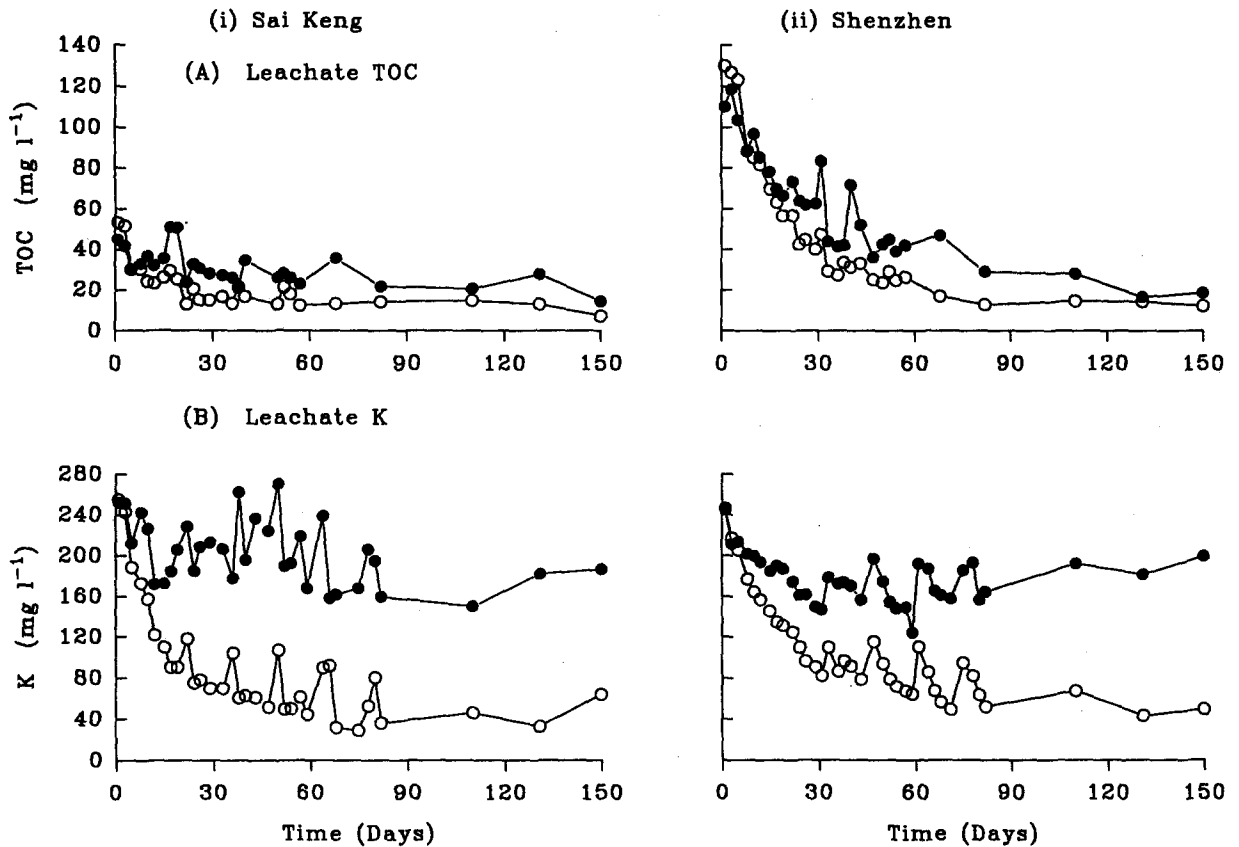 (i) Sai Keng
(ii) Shenzhen
(A) Leachate TOC
TOC (mg l⁻¹)
140
120
100
80
60
40
20
0
0 30 60 90 120 150
0 30 60 90 120 150
(B) Leachate K
K (mg l⁻¹)
280
240
200
160
120
80
40
0
0 30 60 90 120 150
0 30 60 90 120 150
Time (Days)
Time (Days)